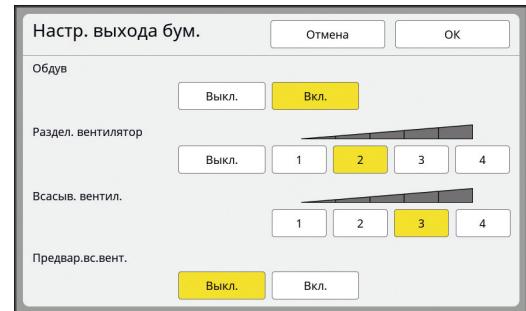 Настр. выхода бум. Отмена ОК
Обдув
Выкл. Вкл.
Раздел. вентилятор
Выкл. 1 2 3 4
Всасыв. вентил.
1 2 3 4
Предвар.вс.вент.
Выкл. Вкл.